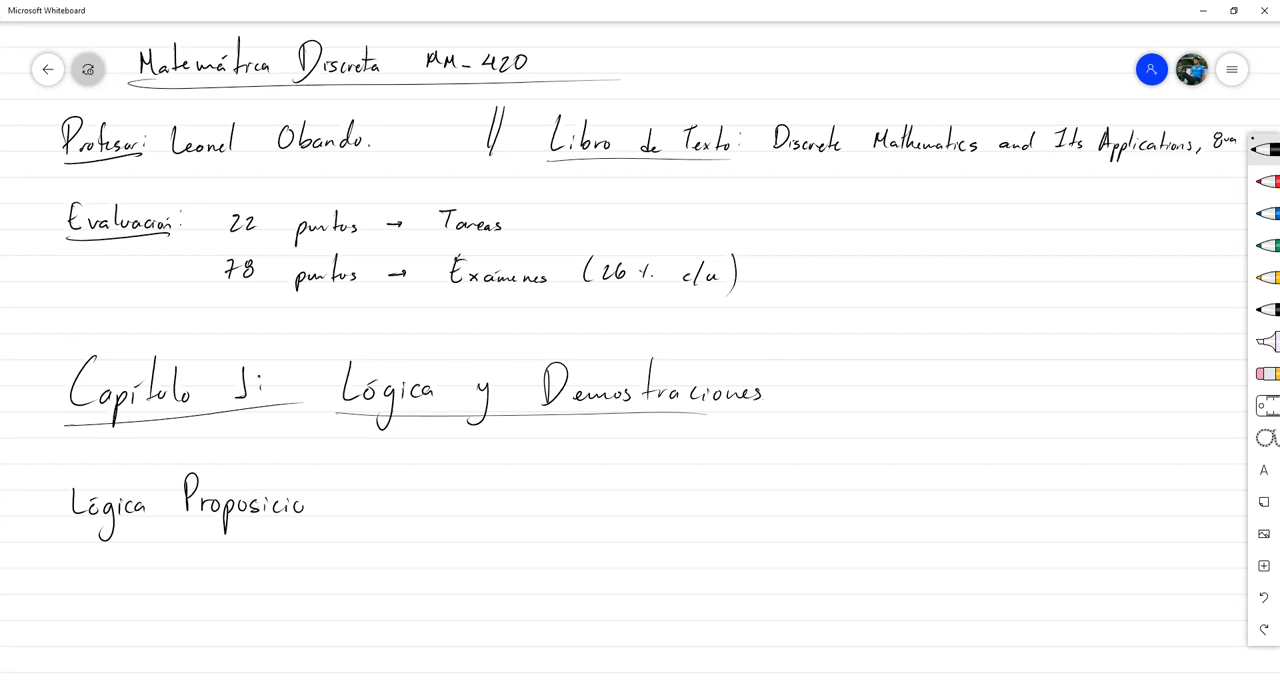 Microsoft Whiteboard
Matemática Discreta MM-420
Profesor: Leonel Obando. // Libro de Texto: Discrete Mathematics and Its Applications, 8va
Evaluación: 22 puntos → Tareas
78 puntos → Éxámenes (26 % c/u)
Capítulo 1: Lógica y Demostraciones
Lógica Proposicio
A